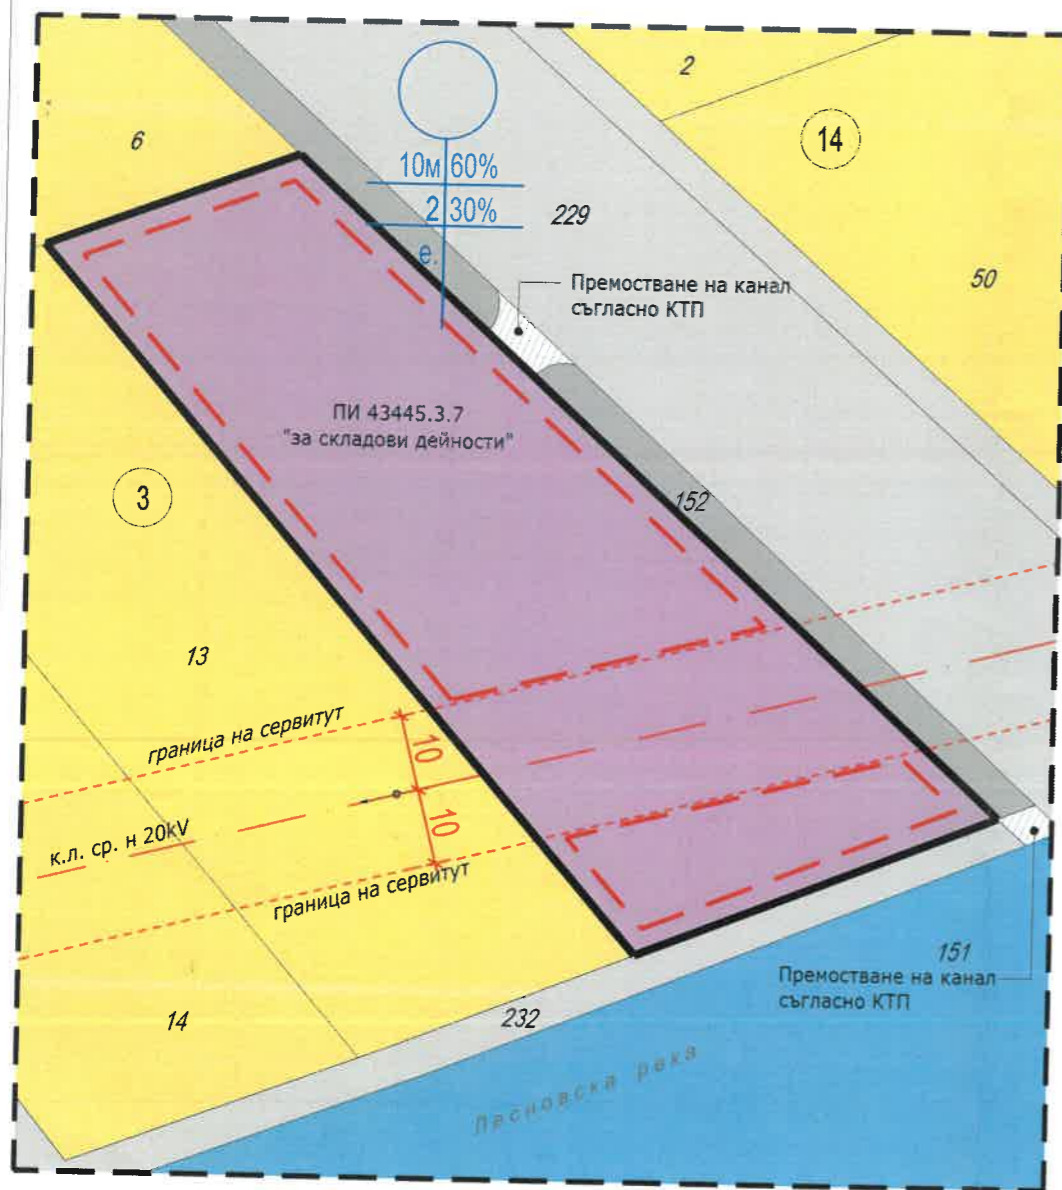 2
14
6
10м 60%
2 30%
е.
229
50
Премостване на канал
съгласно КТП
ПИ 43445.3.7
"за складови дейности"
3
152
13
граница на сервитут
10
10
к.л. ср. н 20kV
граница на сервитут
151
Премостване на канал
съгласно КТП
14
232
Лесновска река